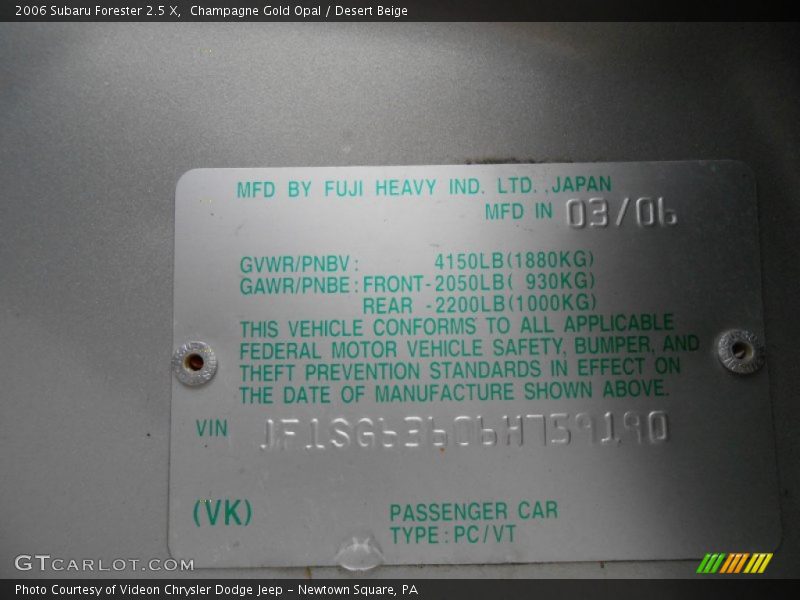 2006 Subaru Forester 2.5 X,  Champagne Gold Opal / Desert Beige
MFD BY FUJI HEAVY IND. LTD. ,JAPAN
MFD IN 03/06
GVWR/PNBV: 4150LB(1880KG)
GAWR/PNBE:FRONT-2050LB( 930KG)
REAR -2200LB(1000KG)
THIS VEHICLE CONFORMS TO ALL APPLICABLE
FEDERAL MOTOR VEHICLE SAFETY, BUMPER, AND
THEFT PREVENTION STANDARDS IN EFFECT ON
THE DATE OF MANUFACTURE SHOWN ABOVE.
VIN JF1SG63606H759190
(VK) PASSENGER CAR
TYPE:PC/VT
GTCARLOT.COM
Photo Courtesy of Videon Chrysler Dodge Jeep – Newtown Square, PA